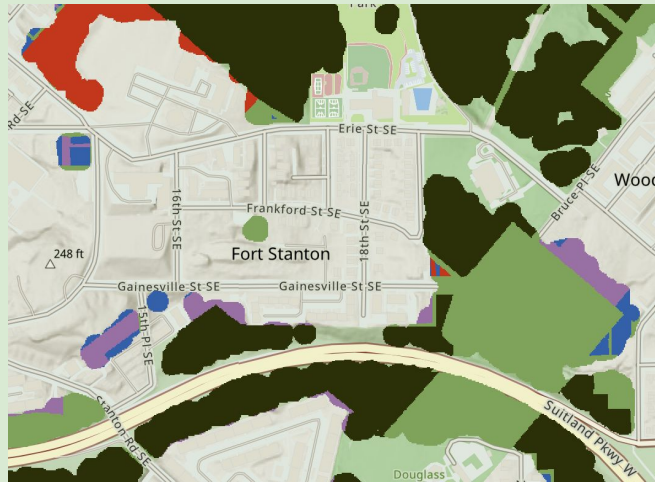 Park
Rd SE
Erie St SE
Wood
Bruce Pl SE
16th St SE
Frankford St SE
18th St SE
248 ft
Fort Stanton
Gainesville St SE
Gainesville St SE
15th Pl SE
Stanton Rd SE
Suitland Pkwy W
Douglass